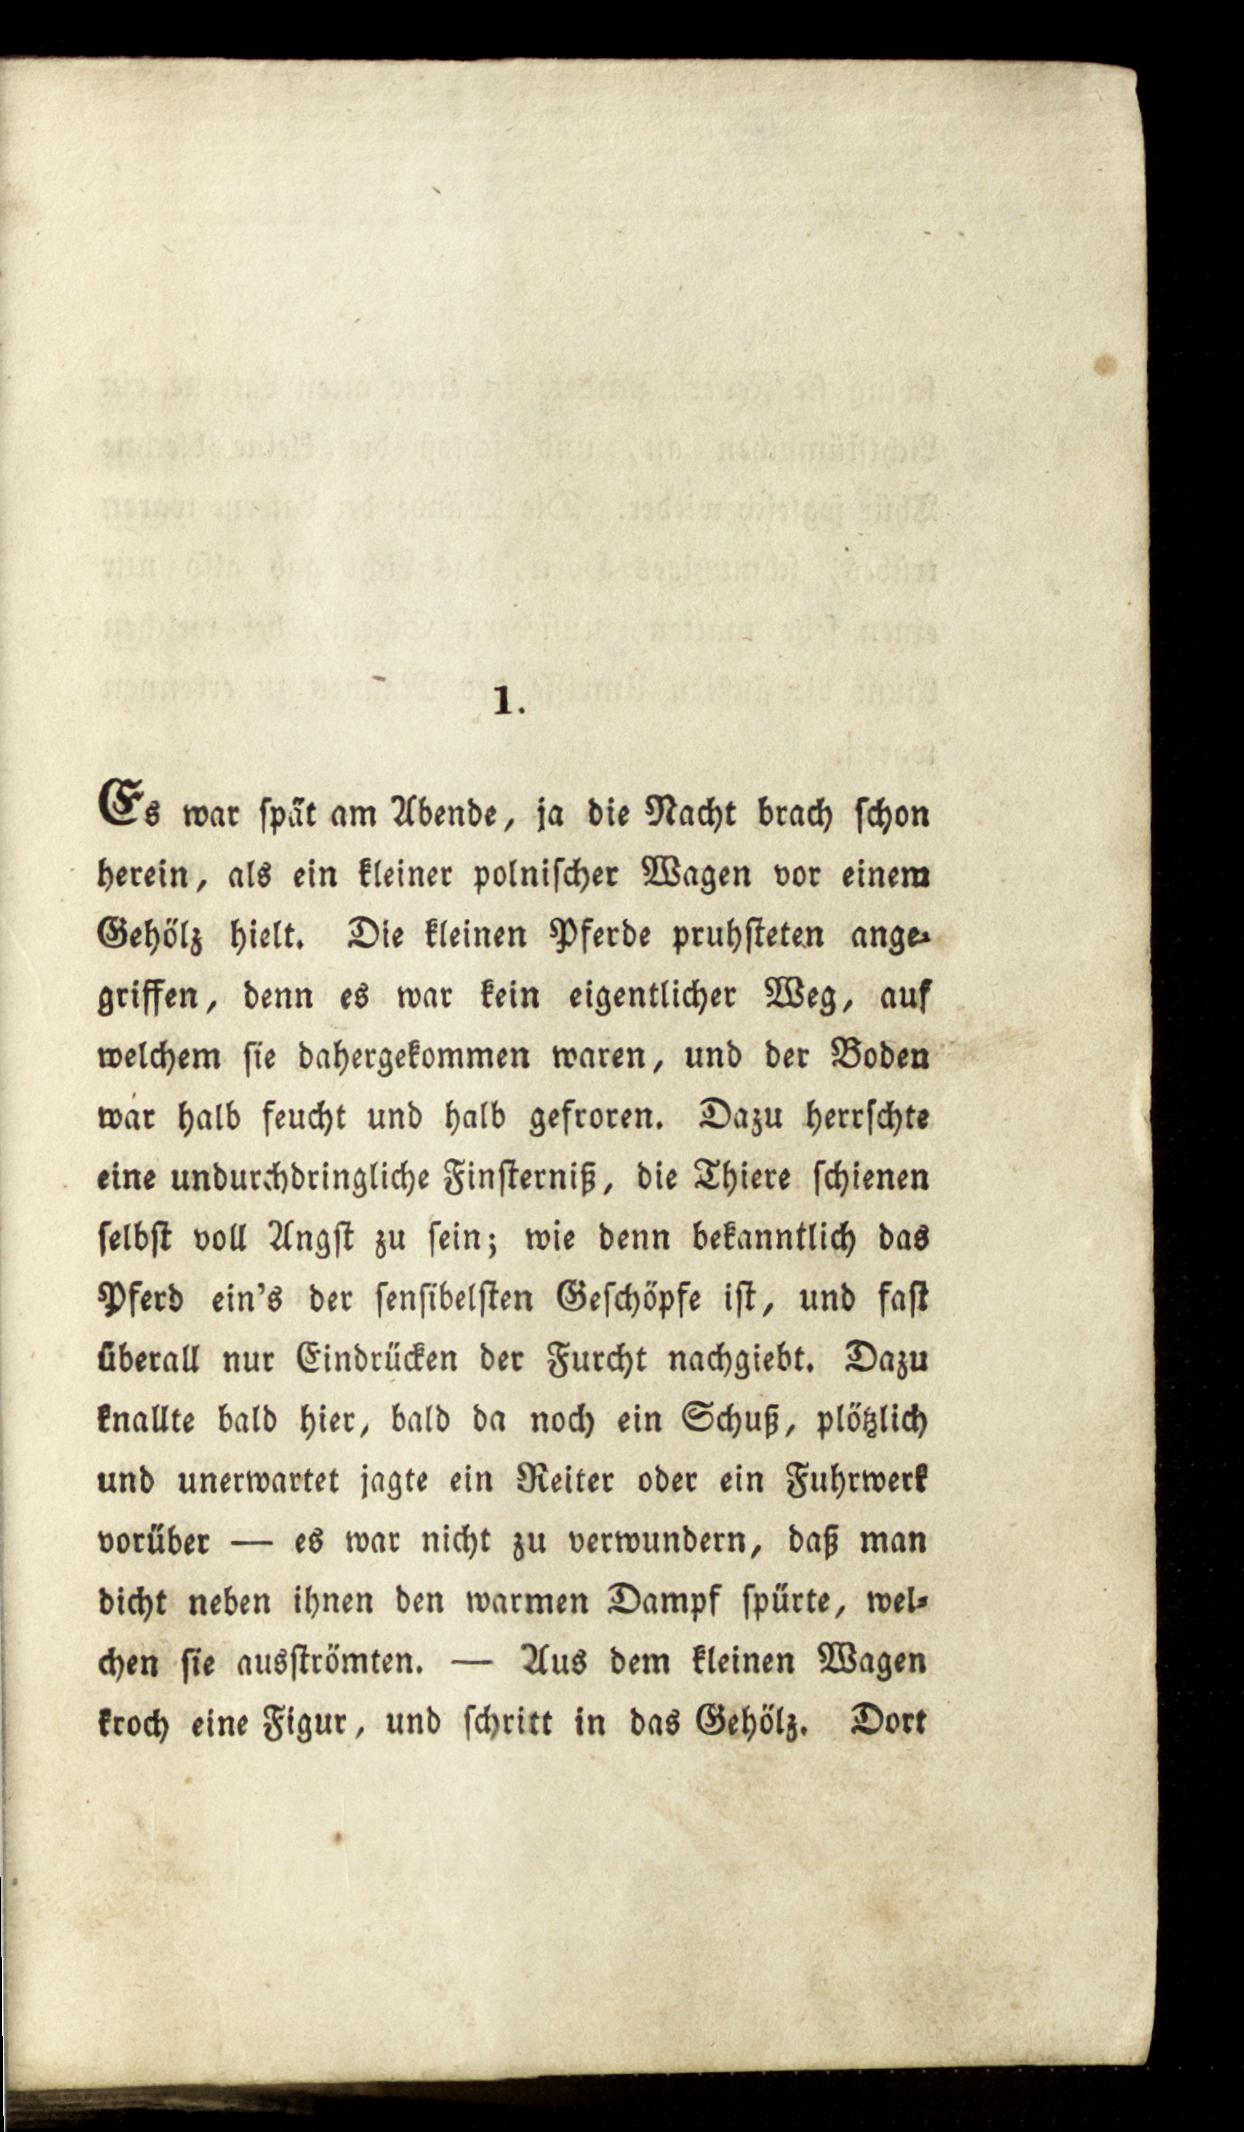 1.
Es war spät am Abende, ja die Nacht brach schon
herein, als ein kleiner polnischer Wagen vor einem
Gehölz hielt. Die kleinen Pferde pruhsteten ange-
griffen, denn es war kein eigentlicher Weg, auf
welchem sie dahergekommen waren, und der Boden
war halb feucht und halb gefroren. Dazu herrschte
eine undurchdringliche Finsterniß, die Thiere schienen
selbst voll Angst zu sein; wie denn bekanntlich das
Pferd ein's der sensibelsten Geschöpfe ist, und fast
überall nur Eindrücken der Furcht nachgiebt. Dazu
knallte bald hier, bald da noch ein Schuß, plötzlich
und unerwartet jagte ein Reiter oder ein Fuhrwerk
vorüber — es war nicht zu verwundern, daß man
dicht neben ihnen den warmen Dampf spürte, wel-
chen sie ausströmten. — Aus dem kleinen Wagen
kroch eine Figur, und schritt in das Gehölz. Dort